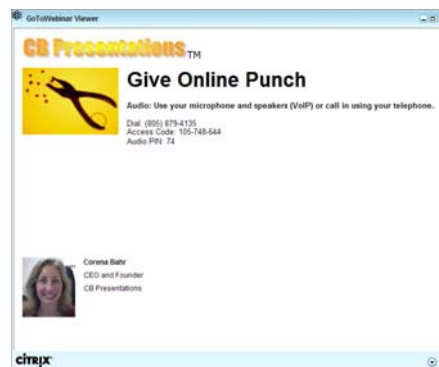 GoToWebinar Viewer
CB Presentations™
Give Online Punch
Audio: Use your microphone and speakers (VoIP) or call in using your telephone.
Dial: (805) 879-4135
Access Code: 105-748-644
Audio PIN: 74
Corena Bahr
CEO and Founder
CB Presentations
CITRIX